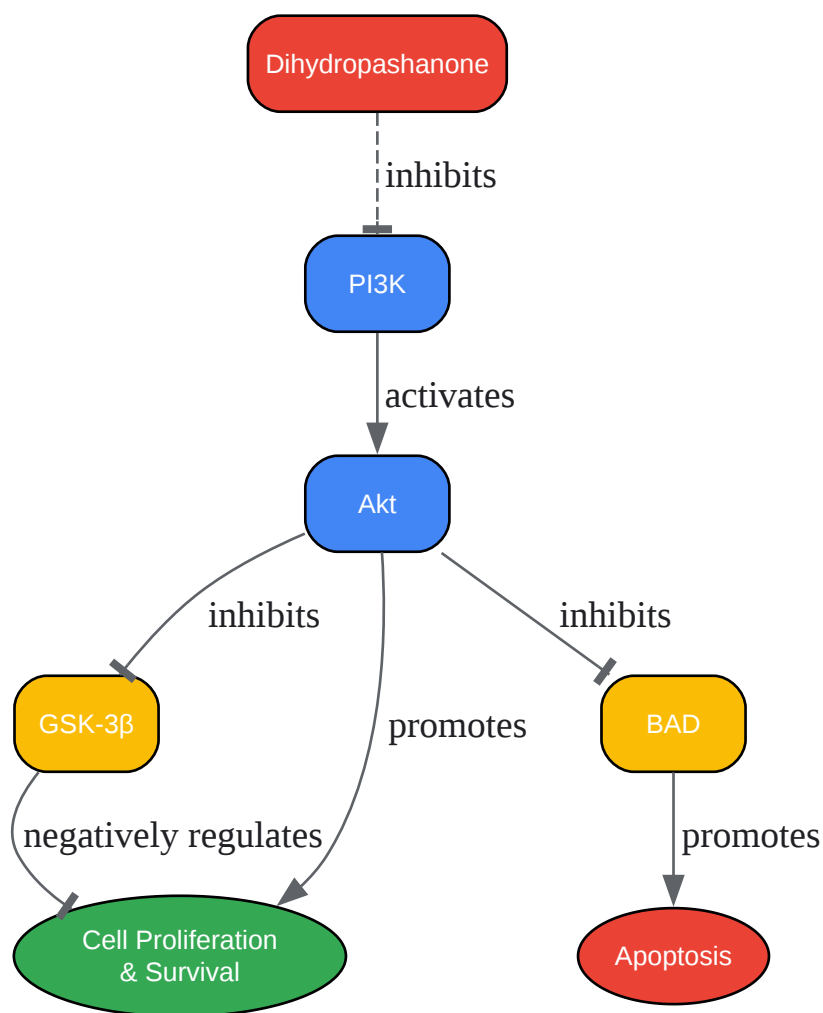 Dihydropashanone
inhibits
PI3K
activates
Akt
inhibits
inhibits
GSK-3β
promotes
BAD
negatively regulates
promotes
Cell Proliferation
& Survival
Apoptosis